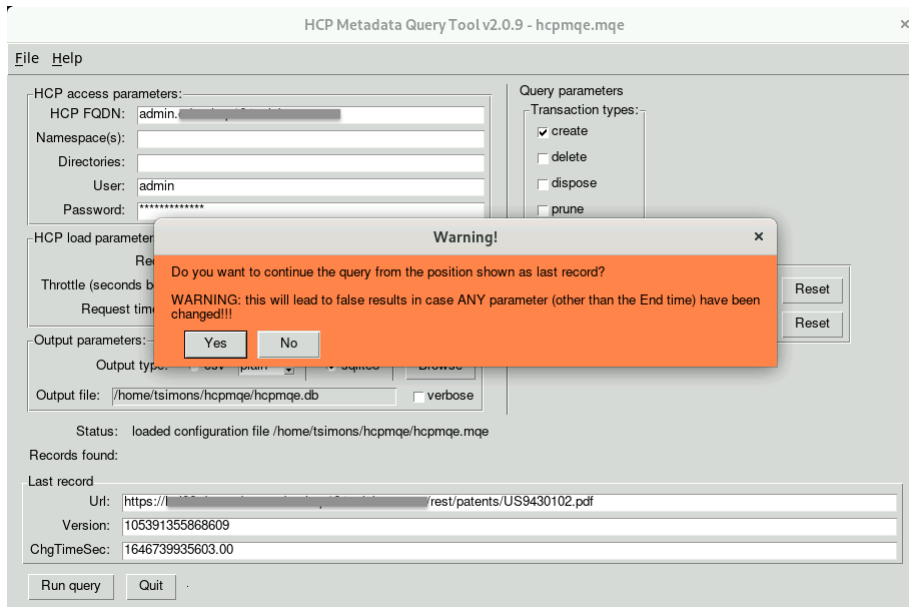 HCP Metadata Query Tool v2.0.9 - hcpmqe.mqe
File Help
HCP access parameters:
HCP FQDN: admin.
Namespace(s):
Directories:
User: admin
Password: *************
Query parameters
Transaction types:
create
delete
dispose
prune
HCP load
Throttle (seconds
Request
Reset
Reset
Warning!
Do you want to continue the query from the position shown as last record?
WARNING: this will lead to false results in case ANY parameter (other than the End time) have been
changed!!!
Yes No
Output parameters:
Output type: csv plain sqlite3 Browse
Output file: /home/tsimons/hcpmqe/hcpmqe.db verbose
Status: loaded configuration file /home/tsimons/hcpmqe/hcpmqe.mqe
Records found:
Last record
Url: https:// /rest/patents/US9430102.pdf
Version: 105391355868609
ChgTimeSec: 1646739935603.00
Run query Quit